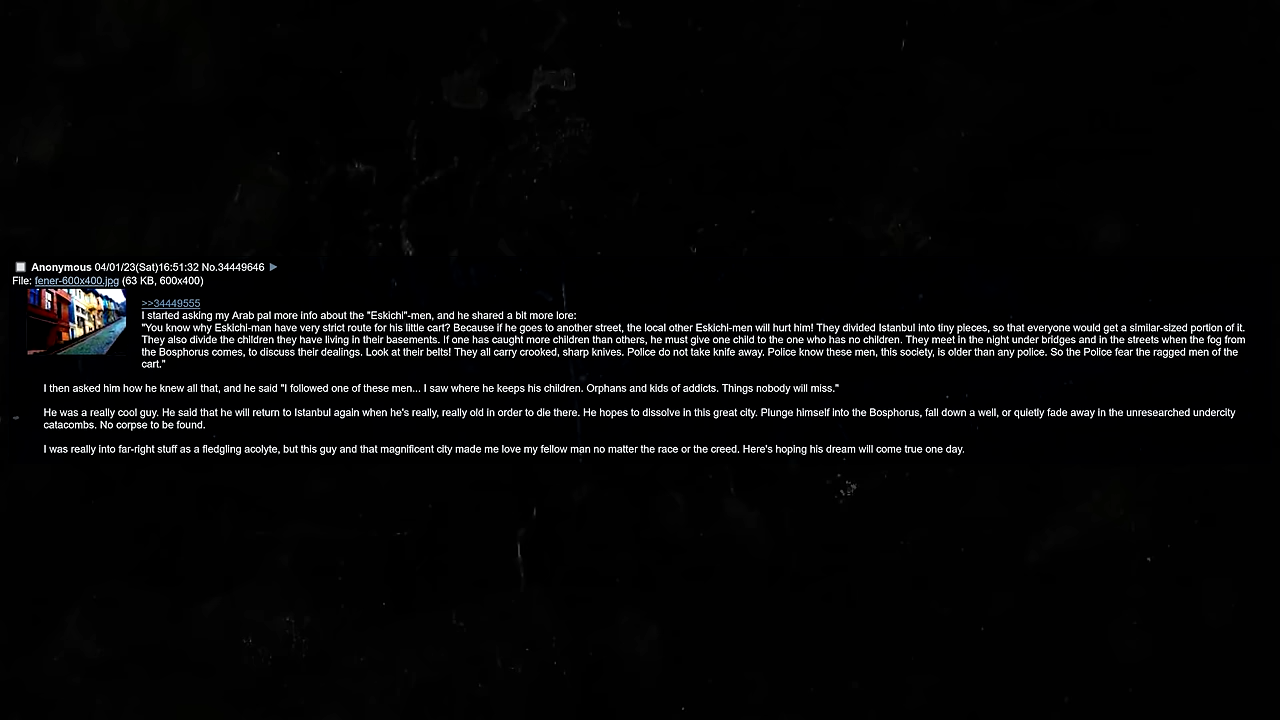 Anonymous 04/01/23(Sat)16:51:32 No.34449646
File: fener-600x400.jpg (63 KB, 600x400)
>>34449555
I started asking my Arab pal more info about the "Eskichi"-men, and he shared a bit more lore:
"You know why Eskichi-man have very strict route for his little cart? Because if he goes to another street, the local other Eskichi-men will hurt him! They divided Istanbul into tiny pieces, so that everyone would get a similar-sized portion of it.
They also divide the children they have living in their basements. If one has caught more children than others, he must give one child to the one who has no children. They meet in the night under bridges and in the streets when the fog from
the Bosphorus comes, to discuss their dealings. Look at their belts! They all carry crooked, sharp knives. Police do not take knife away. Police know these men, this society, is older than any police. So the Police fear the ragged men of the
cart."
I then asked him how he knew all that, and he said "I followed one of these men... I saw where he keeps his children. Orphans and kids of addicts. Things nobody will miss."
He was a really cool guy. He said that he will return to Istanbul again when he's really, really old in order to die there. He hopes to dissolve in this great city. Plunge himself into the Bosphorus, fall down a well, or quietly fade away in the unresearched undercity
catacombs. No corpse to be found.
I was really into far-right stuff as a fledgling acolyte, but this guy and that magnificent city made me love my fellow man no matter the race or the creed. Here's hoping his dream will come true one day.